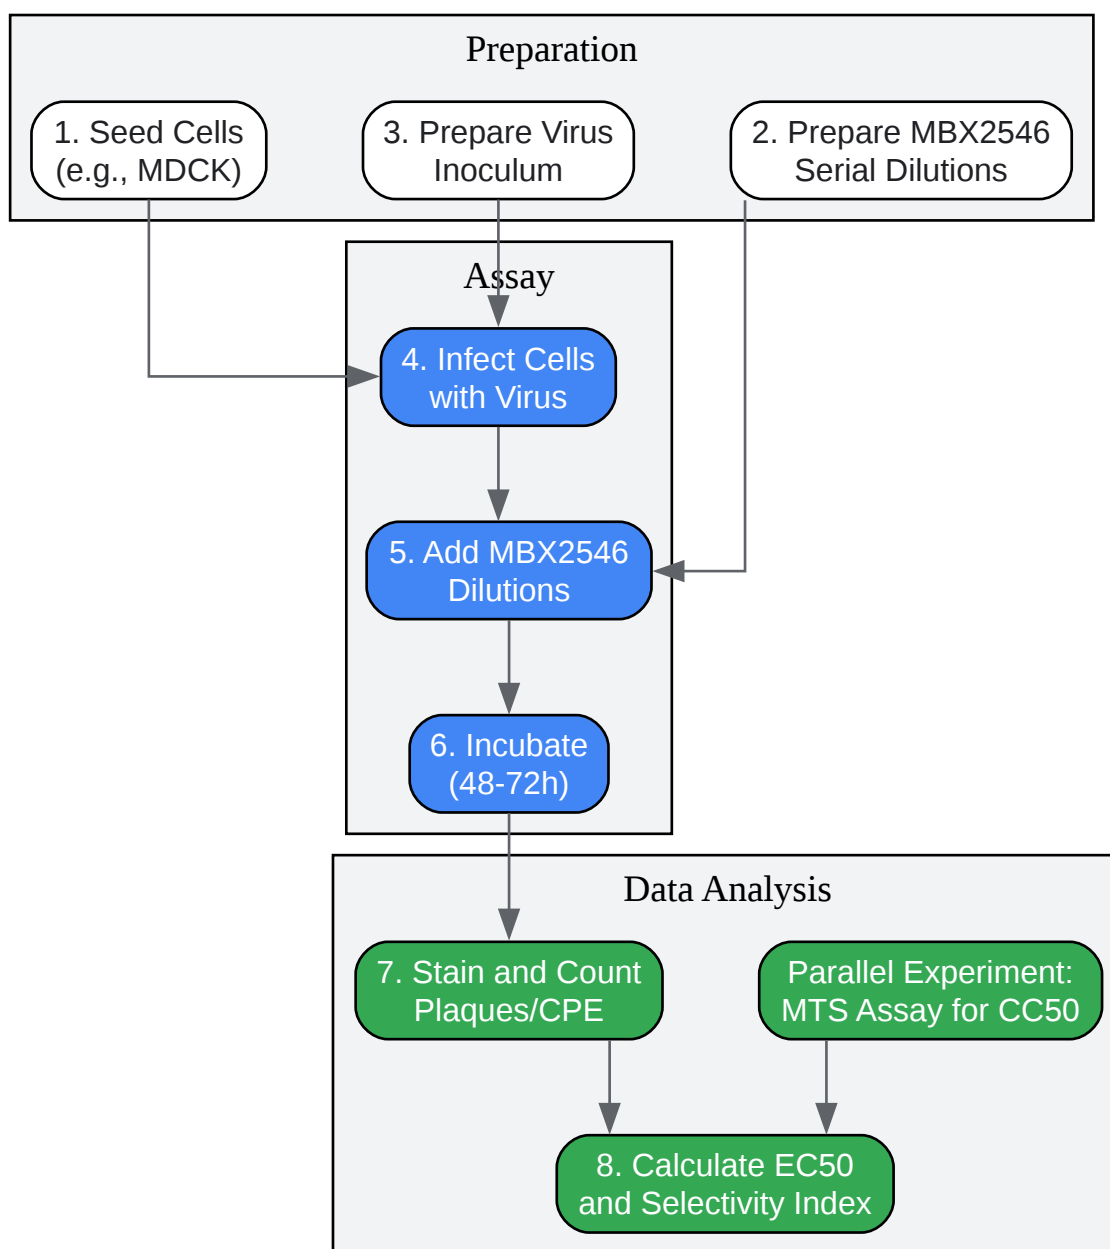 Preparation
1. Seed Cells
(e.g., MDCK)
3. Prepare Virus
Inoculum
2. Prepare MBX2546
Serial Dilutions
Assay
4. Infect Cells
with Virus
5. Add MBX2546
Dilutions
6. Incubate
(48-72h)
Data Analysis
7. Stain and Count
Plaques/CPE
Parallel Experiment:
MTS Assay for CC50
8. Calculate EC50
and Selectivity Index